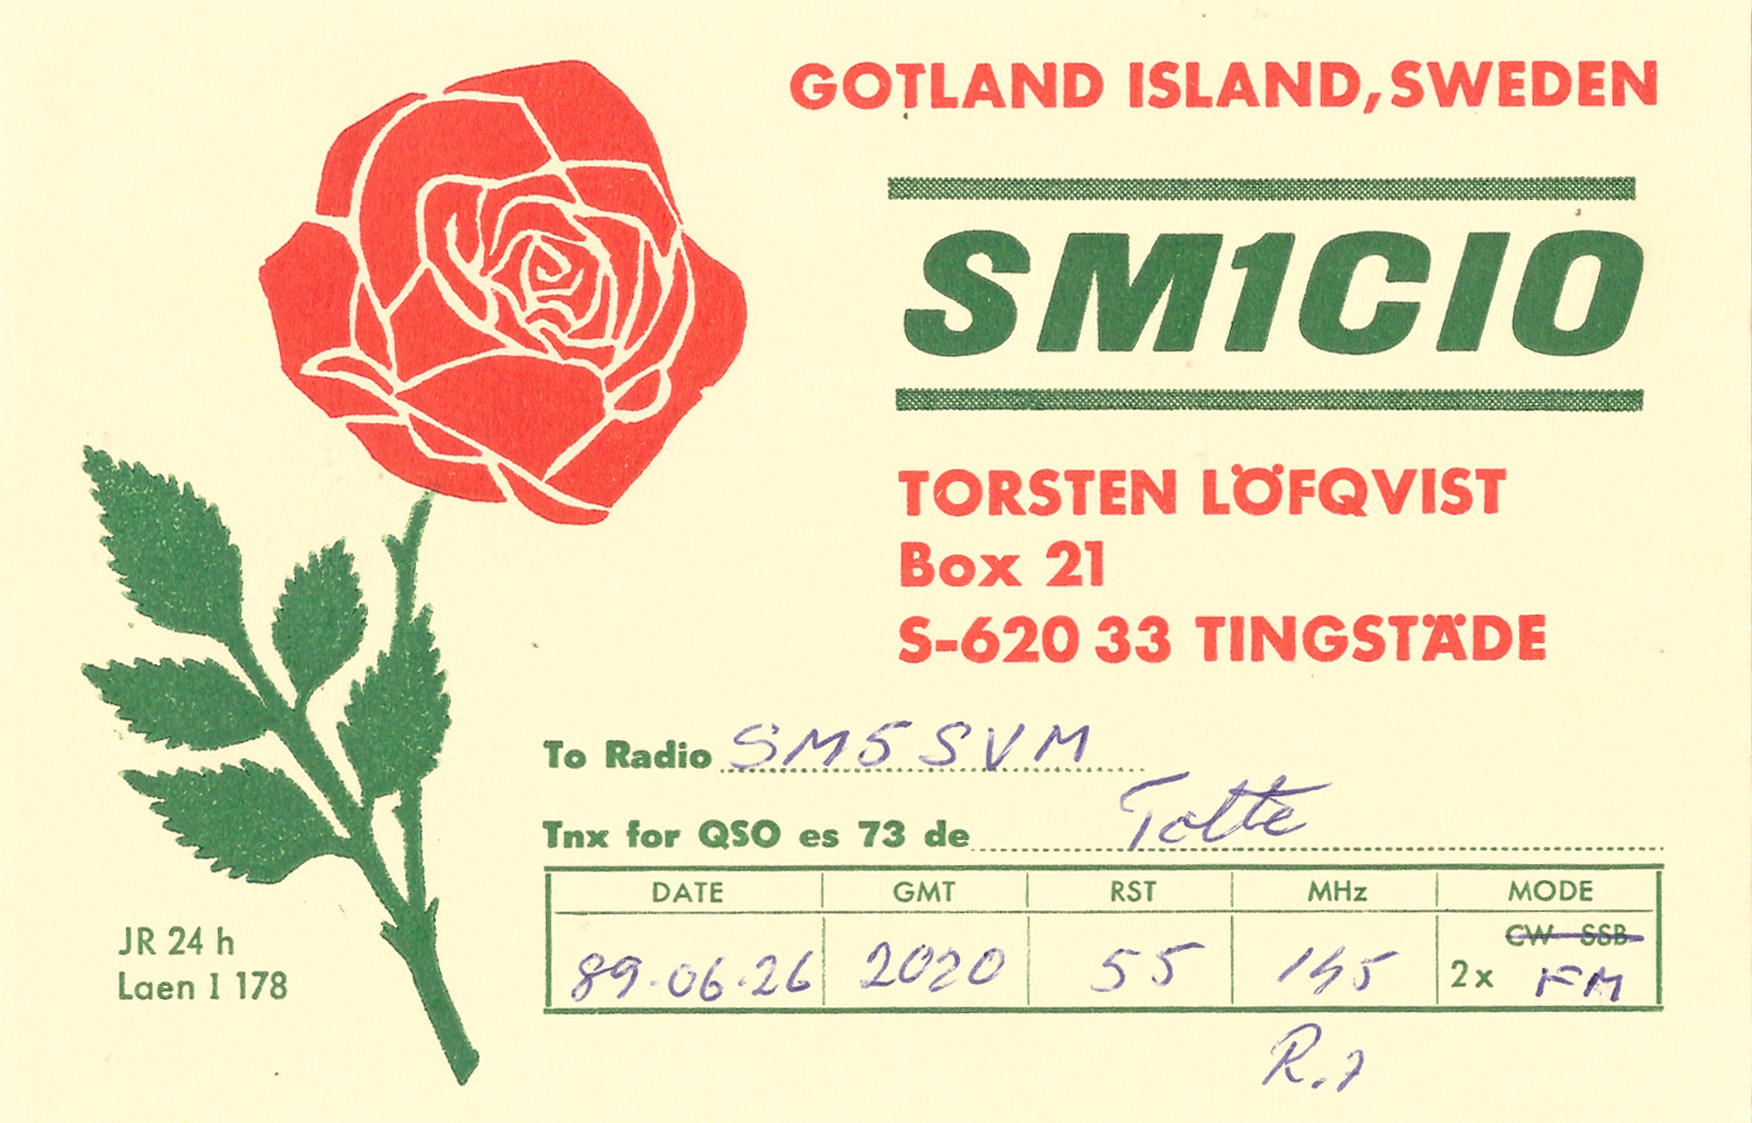 GOTLAND ISLAND, SWEDEN
SM1CIO
TORSTEN LÖFQVIST
Box 21
S-620 33 TINGSTÄDE
To Radio SM5SVM
Tnx for QSO es 73 de Totte
DATE GMT RST MHz MODE
CW SSB
89-06-26 2020 55 145 2x FM
R.7
JR 24 h
Laen I 178